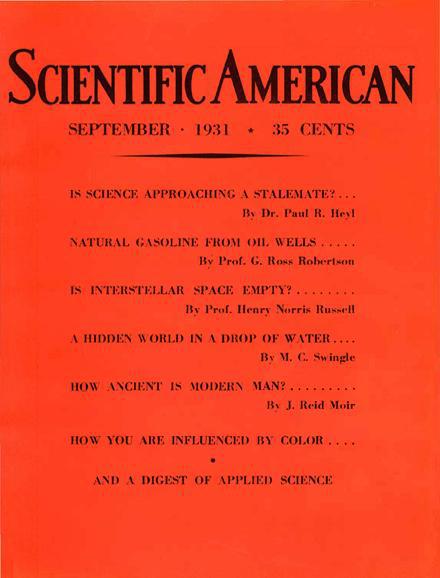 SCIENTIFIC AMERICAN
SEPTEMBER · 1931 * 35 CENTS
IS SCIENCE APPROACHING A STALEMATE? . . .
By Dr. Paul R. Heyl
NATURAL GASOLINE FROM OIL WELLS . . . . .
By Prof. G. Ross Robertson
IS INTERSTELLAR SPACE EMPTY? . . . . . . . .
By Prof. Henry Norris Russell
A HIDDEN WORLD IN A DROP OF WATER . . . .
By M. C. Swingle
HOW ANCIENT IS MODERN MAN? . . . . . . . . .
By J. Reid Moir
HOW YOU ARE INFLUENCED BY COLOR . . . .
AND A DIGEST OF APPLIED SCIENCE